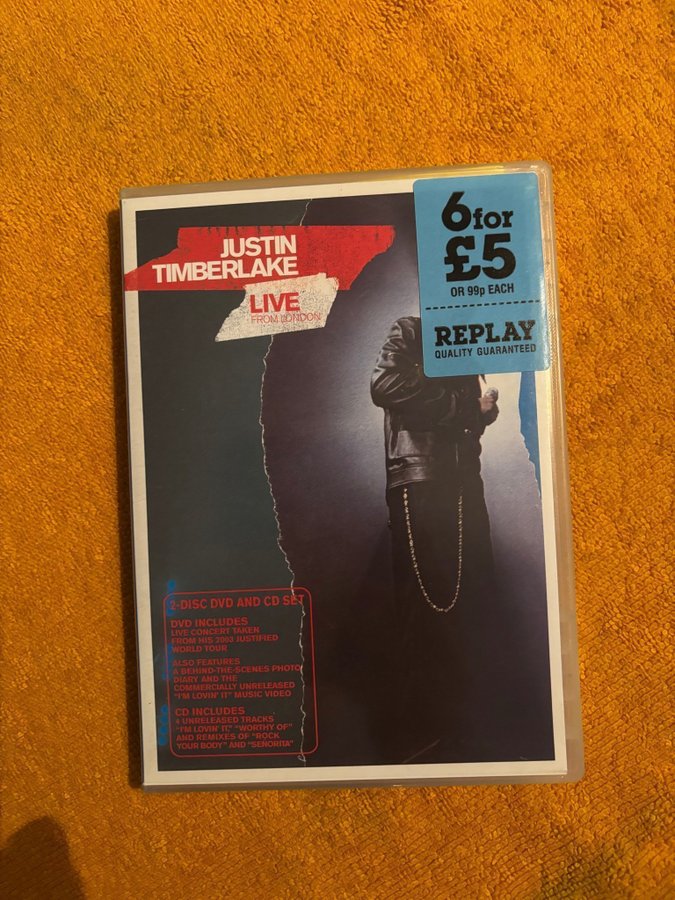 JUSTIN
TIMBERLAKE
LIVE
FROM LONDON
6 for
£5
OR 99p EACH
REPLAY
QUALITY GUARANTEED
2-DISC DVD AND CD SET
DVD INCLUDES
LIVE CONCERT TAKEN
FROM HIS 2003 JUSTIFIED
WORLD TOUR
ALSO FEATURES
A BEHIND-THE-SCENES PHOTO
DIARY AND THE
COMMERCIALLY UNRELEASED
"I'M LOVIN' IT" MUSIC VIDEO
CD INCLUDES
4 UNRELEASED TRACKS
"I'M LOVIN' IT," "WORTHY OF"
AND REMIXES OF "ROCK
YOUR BODY" AND "SEÑORITA"